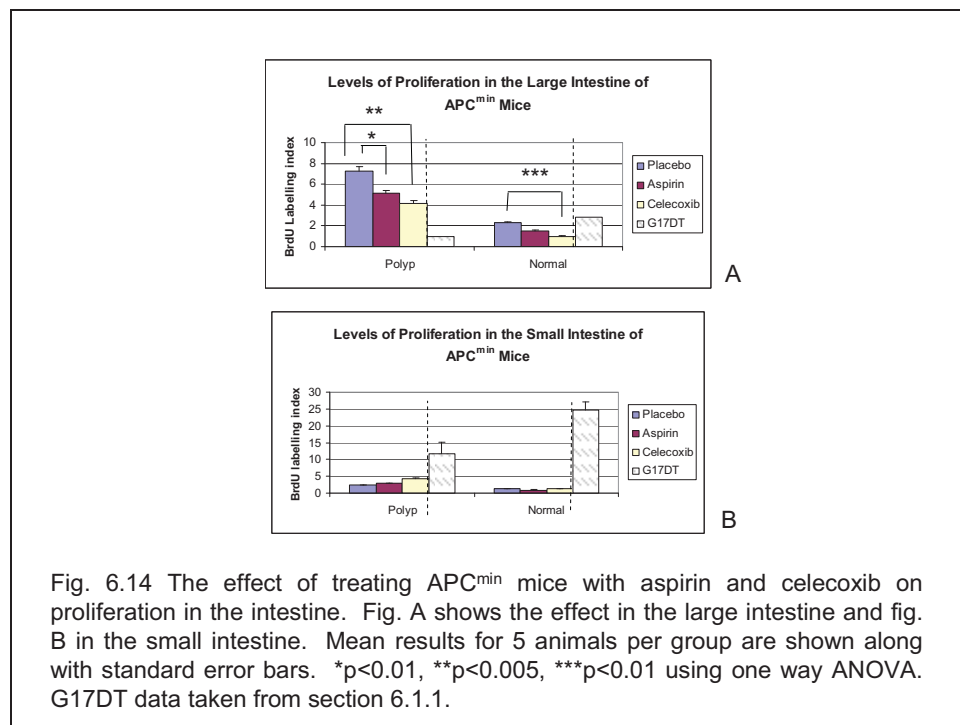 Levels of Proliferation in the Large Intestine of
APCmin Mice
**
*
***
BrdU Labelling index
10
8
6
4
2
0
Polyp
Normal
Placebo
Aspirin
Celecoxib
G17DT
A
Levels of Proliferation in the Small Intestine of
APCmin Mice
BrdU labelling index
30
25
20
15
10
5
0
Polyp
Normal
Placebo
Aspirin
Celecoxib
G17DT
B
Fig. 6.14 The effect of treating APCmin mice with aspirin and celecoxib on
proliferation in the intestine. Fig. A shows the effect in the large intestine and fig.
B in the small intestine. Mean results for 5 animals per group are shown along
with standard error bars. *p<0.01, **p<0.005, ***p<0.01 using one way ANOVA.
G17DT data taken from section 6.1.1.